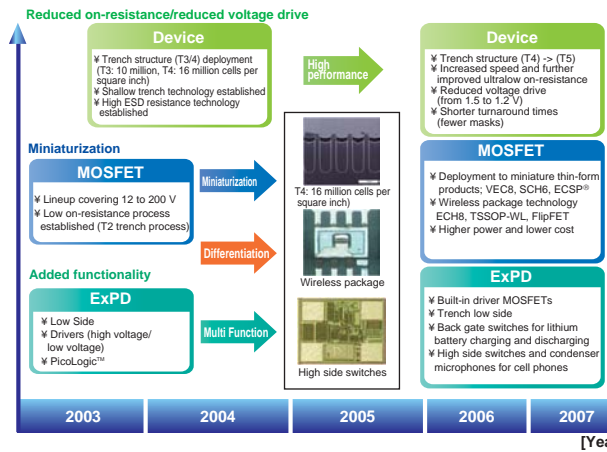 Reduced on-resistance/reduced voltage drive
Device
¥ Trench structure (T3/4) deployment
(T3: 10 million, T4: 16 million cells per
square inch)
¥ Shallow trench technology established
¥ High ESD resistance technology
established
High
performance
Device
¥ Trench structure (T4) -> (T5)
¥ Increased speed and further
improved ultralow on-resistance
¥ Reduced voltage drive
(from 1.5 to 1.2 V)
¥ Shorter turnaround times
(fewer masks)
Miniaturization
MOSFET
¥ Lineup covering 12 to 200 V
¥ Low on-resistance process
established (T2 trench process)
Miniaturization
Differentiation
T4: 16 million cells per
square inch)
Wireless package
High side switches
MOSFET
¥ Deployment to miniature thin-form
products; VEC8, SCH6, ECSP®
¥ Wireless package technology
ECH8, TSSOP-WL, FlipFET
¥ Higher power and lower cost
Added functionality
ExPD
¥ Low Side
¥ Drivers (high voltage/
low voltage)
¥ PicoLogic™
Multi Function
ExPD
¥ Built-in driver MOSFETs
¥ Trench low side
¥ Back gate switches for lithium
battery charging and discharging
¥ High side switches and condenser
microphones for cell phones
2003 2004 2005 2006 2007
[Yea